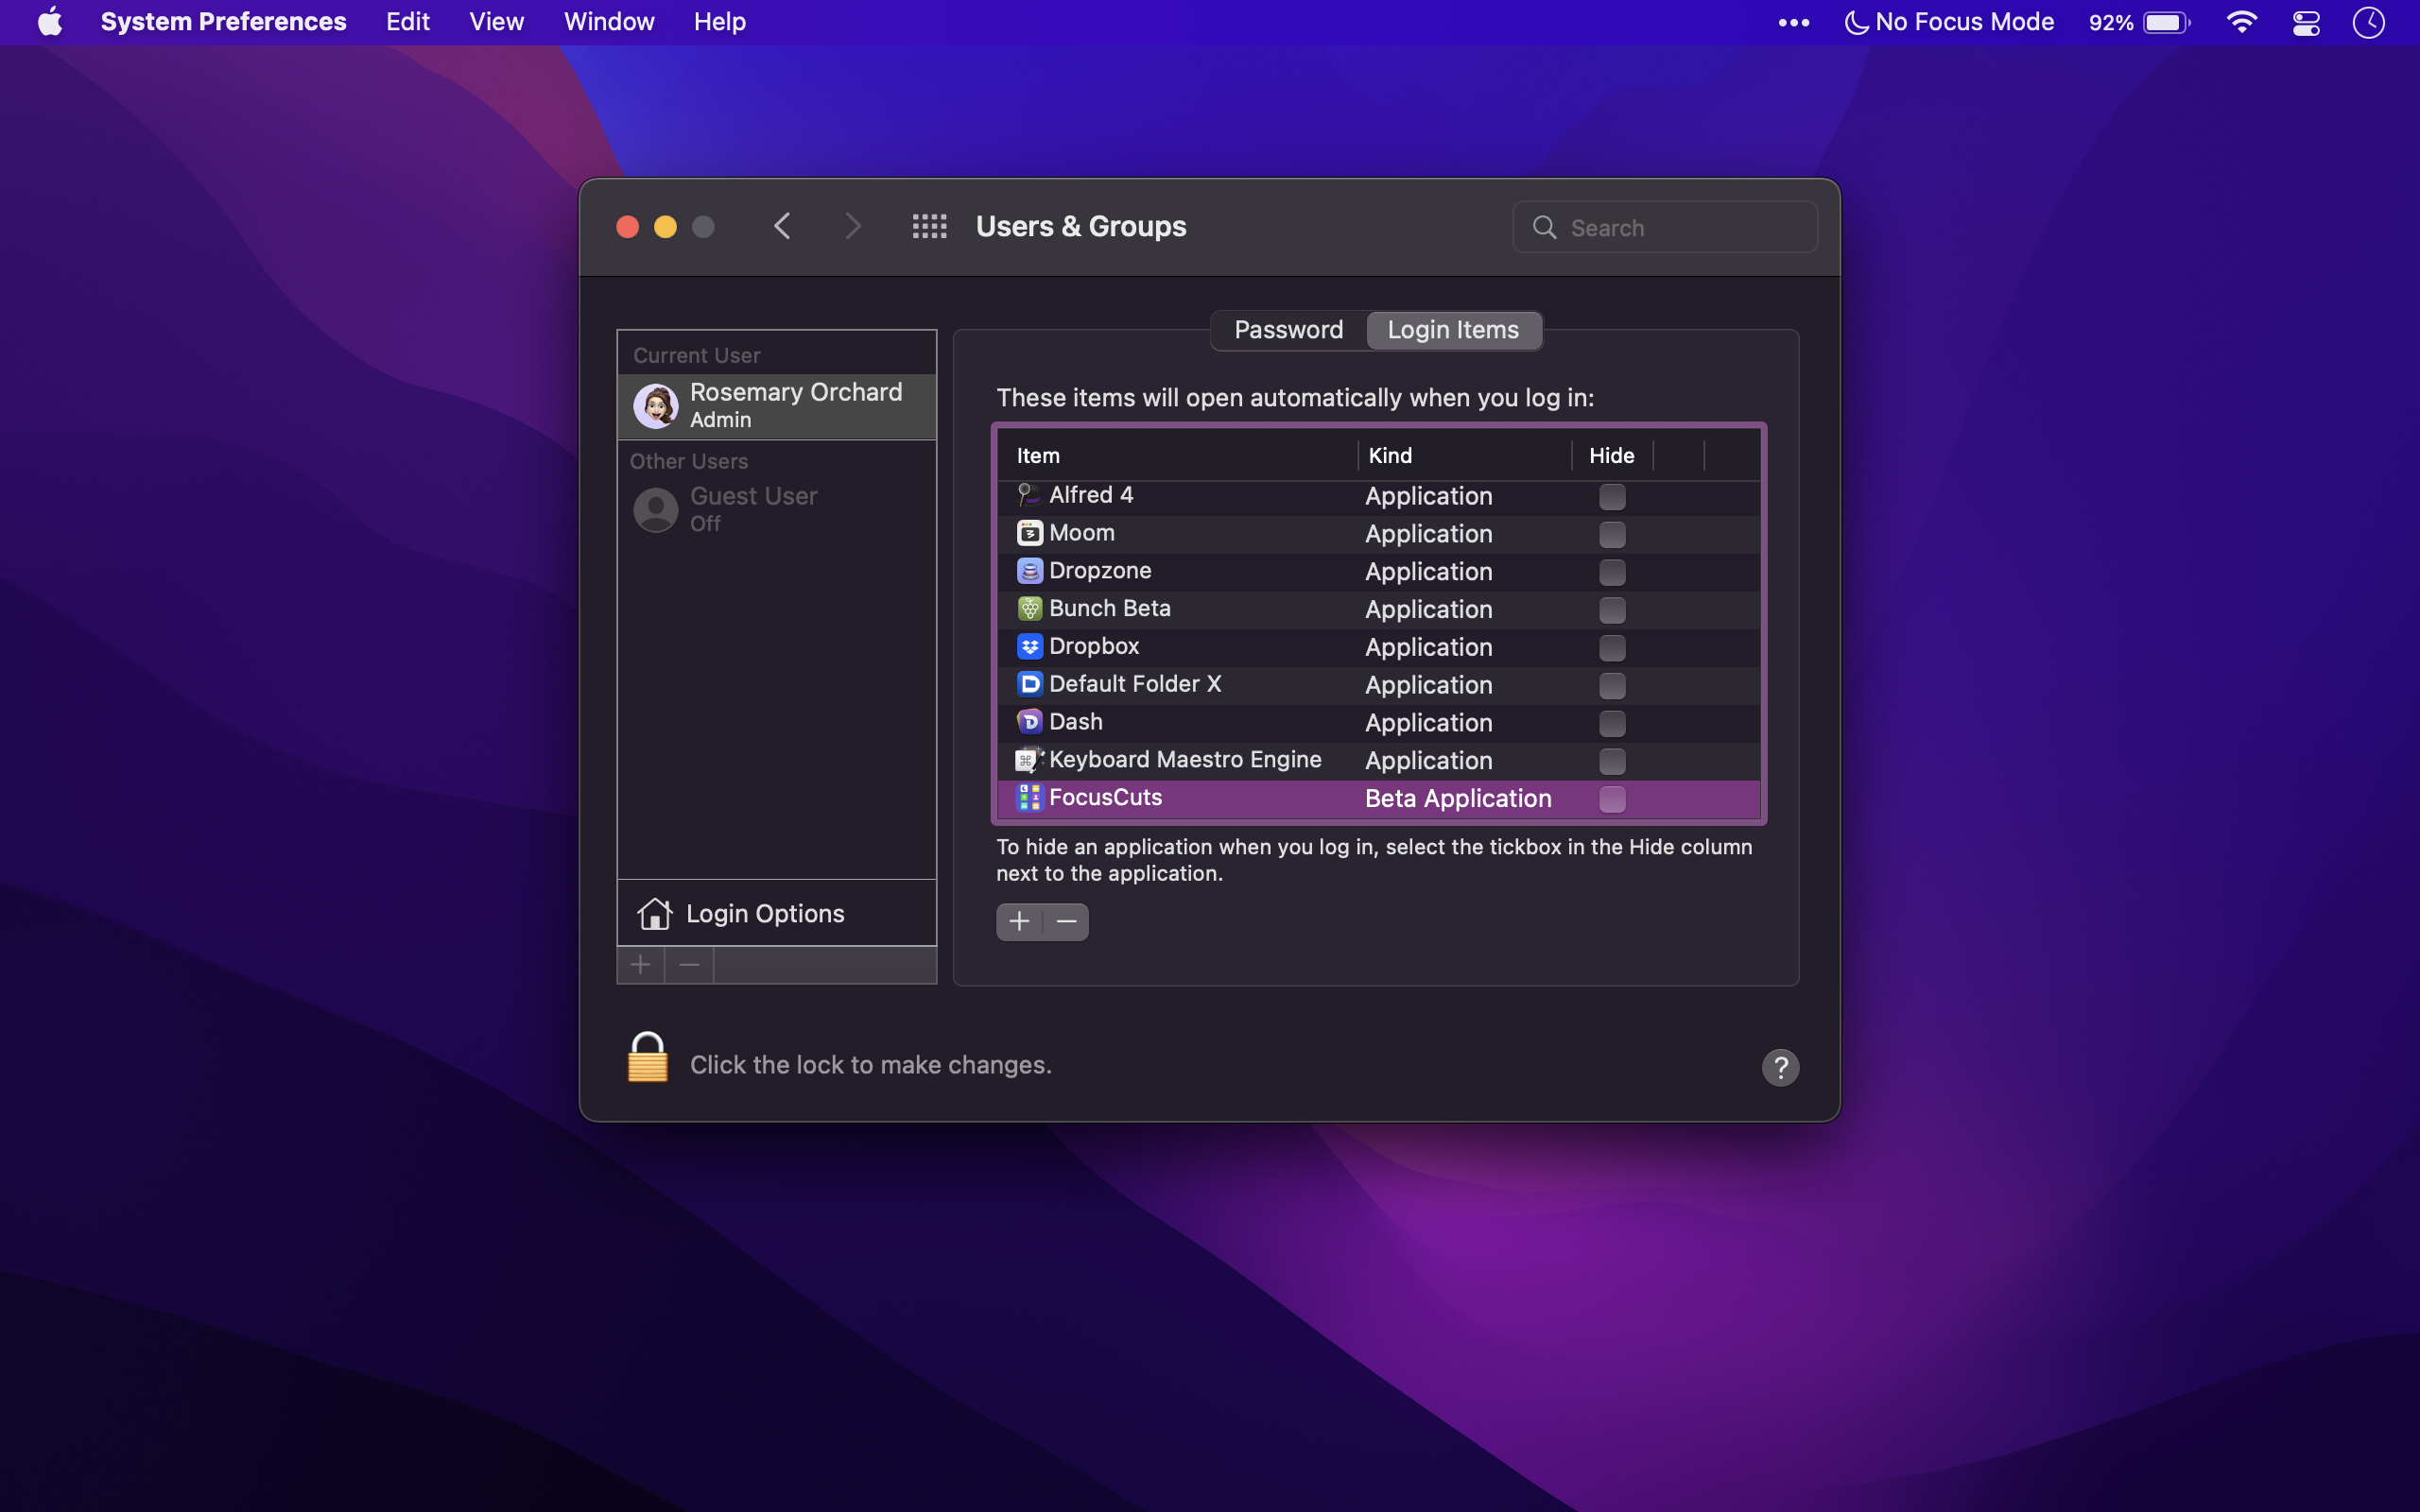 System Preferences Edit View Window Help ••• No Focus Mode 92%
Users & Groups Search
Password Login Items
Current User
Rosemary Orchard
Admin
Other Users
Guest User
Off
Login Options
These items will open automatically when you log in:
Item Kind Hide
Alfred 4 Application
Moom Application
Dropzone Application
Bunch Beta Application
Dropbox Application
Default Folder X Application
Dash Application
Keyboard Maestro Engine Application
FocusCuts Beta Application
To hide an application when you log in, select the tickbox in the Hide column
next to the application.
+ −
+ −
Click the lock to make changes.
?